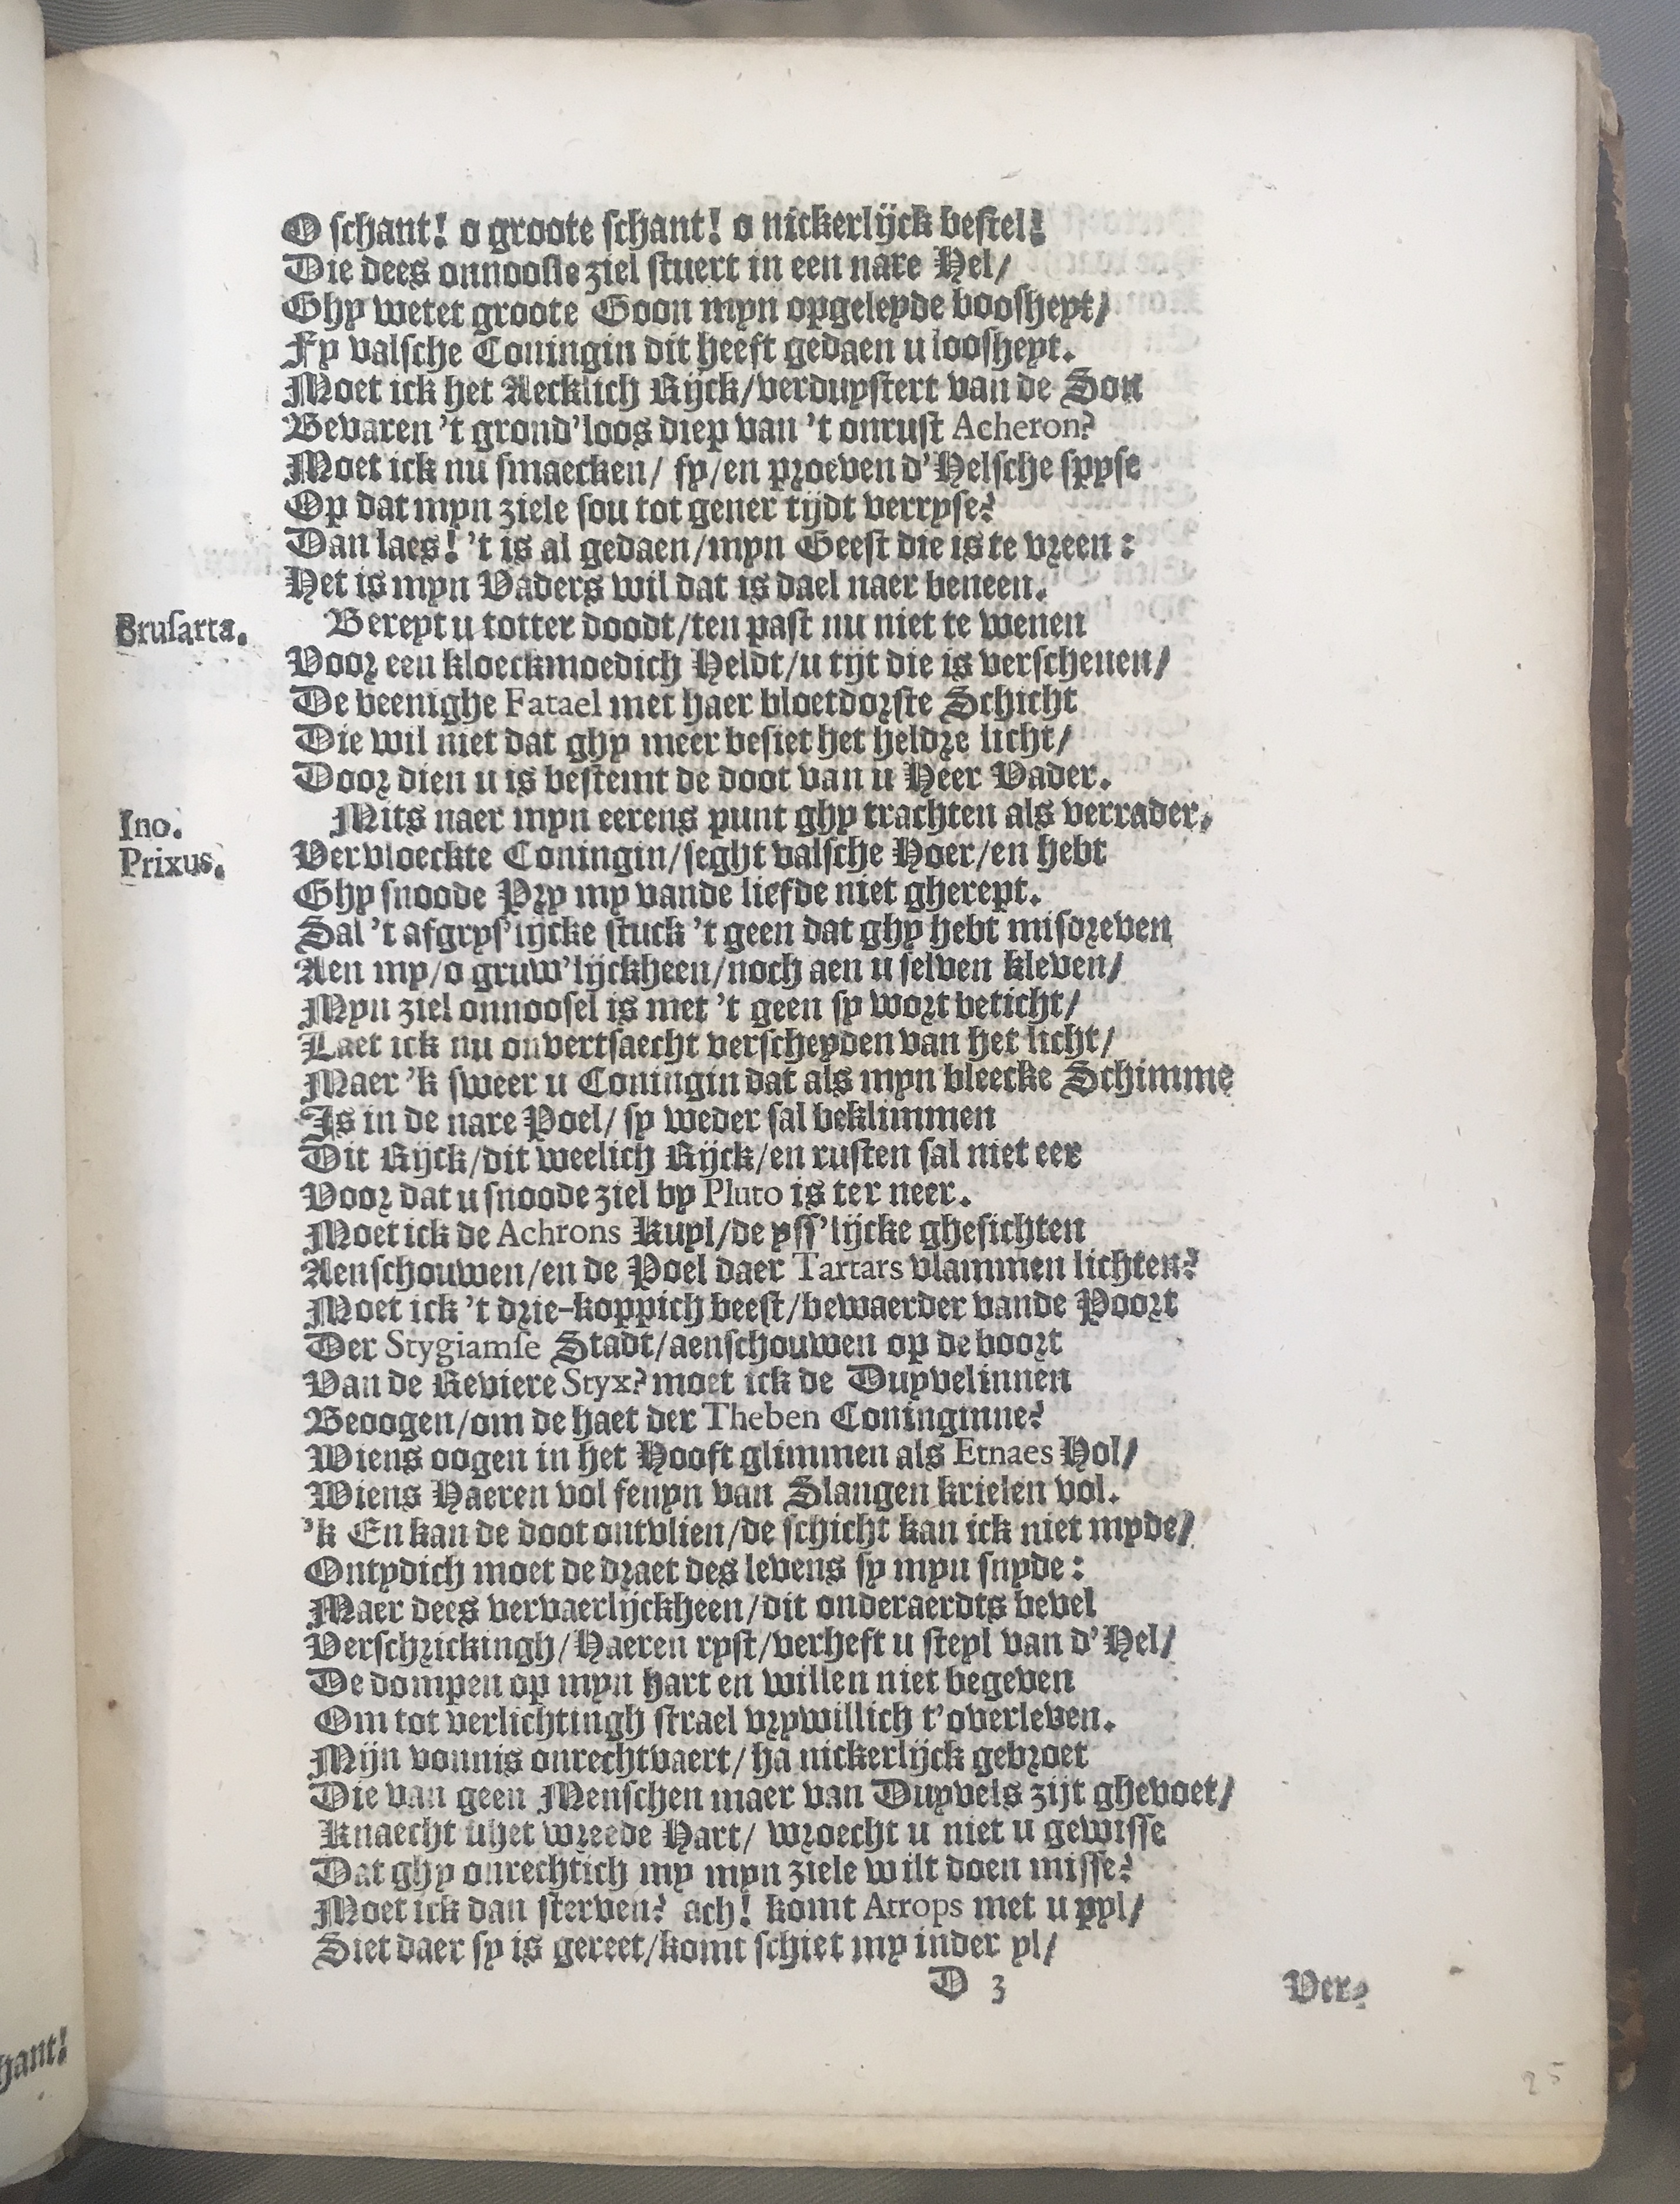 O schant! o groote schant! o nickerlijck bestel!
Die dees onnoosle ziel stuert in een nare Hel/
Ghy wetet groote Goon myn opgeleyde boosheyt/
Fy valsche Coningin dit heeft gedaen u loosheyt.
Moet ick het Aecklich Rijck/verduystert van de Son
Bevaren 't grond'loos diep van 't onrust Acheron?
Moet ick nu smaecken/ fy/en proeven d'Helsche spyse
Op dat myn ziele sou tot gener tijdt verryse?
Dan laes! 't is al gedaen/myn Geest die is te vreen:
Het is myn Vaders wil dat is dael naer beneen.
Brusarta. Bereyt u totter doodt/ten past nu niet te wenen
Voor een kloeckmoedich Heldt/u tijt die is verschenen/
De veenighe Fatael met haer bloetdorste Schicht
Die wil niet dat ghy meer besiet het heldre licht/
Door dien u is bestemt de doot van u Heer Vader.
Ino. Mits naer myn eerens punt ghy trachten als verrader.
Prixus. Vervloeckte Coningin/seght valsche Hoer/en hebt
Ghy snoode Pry my vande liefde niet gherept.
Sal 't afgrys'lijcke stuck 't geen dat ghy hebt misdreven
Aen my/o gruw'lijckheen/noch aen u selven kleven/
Myn ziel onnoosel is met 't geen sy wort beticht/
Laet ick nu onvertsaecht verscheyden van het licht/
Maer 'k sweer u Coningin dat als myn bleecke Schimme
Is in de nare Poel/ sy weder sal beklimmen
Dit Rijck/dit weelich Rijck/en rusten sal niet eer
Voor dat u snoode ziel by Pluto is ter neer.
Moet ick de Achrons Kuyl/de yss'lijcke ghesichten
Aenschouwen/en de Poel daer Tartars vlammen lichten?
Moet ick 't drie-koppich beest/bewaerder vande Poort
Der Stygiamse Stadt/aenschouwen op de boort
Van de Reviere Styx? moet ick de Duyvelinnen
Beoogen/om de haet der Theben Coninginne?
Wiens oogen in het Hooft glimmen als Etnaes Hol/
Wiens Haeren vol fenyn van Slangen krielen vol.
'k En kan de doot ontvlien/de schicht kan ick niet myde/
Ontydich moet de draet des levens sy myn snyde:
Maer dees vervaerlijckheen/dit onderaerdts bevel
Verschrickingh/Haeren ryst/verheft u steyl van d'Hel/
De dompen op myn hart en willen niet begeven
Om tot verlichtingh strael vrywillich t'overleven.
Mijn vonnis onrechtvaert/ha nickerlijck gebroet
Die van geen Menschen maer van Duyvels zijt ghevoet/
Knaecht uhet wreede Hart/ wroecht u niet u gewisse
Dat ghy onrechtich my myn ziele wilt doen misse?
Moet ick dan sterven? ach! komt Atrops met u pyl/
Siet daer sy is gereet/komt schiet my inder yl/
D 3 Ver-
hant!
25